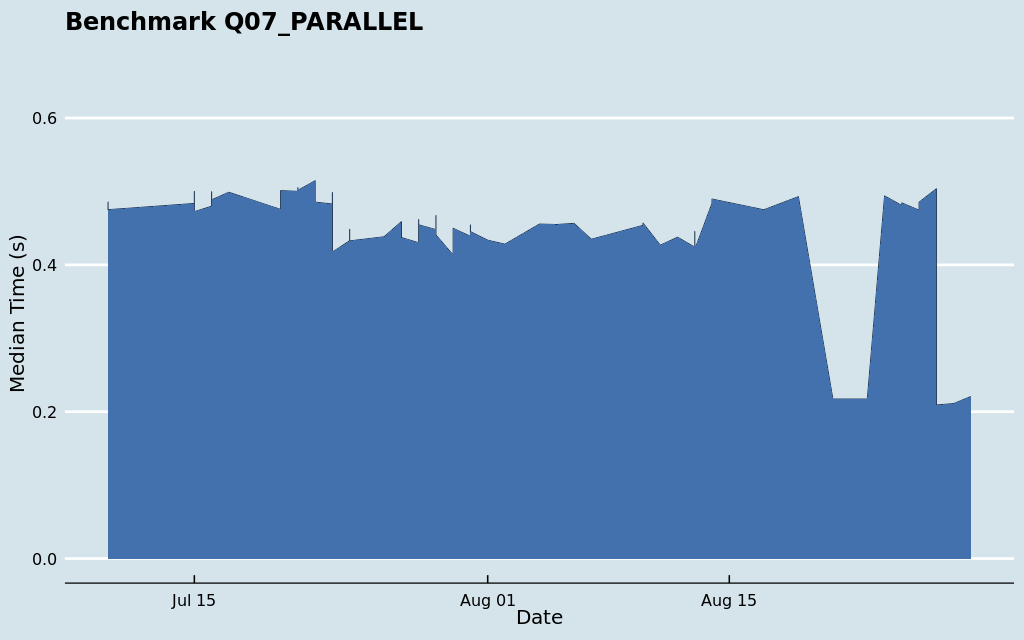 Benchmark Q07_PARALLEL
Median Time (s)
0.6
0.4
0.2
0.0
Jul 15
Aug 01
Aug 15
Date